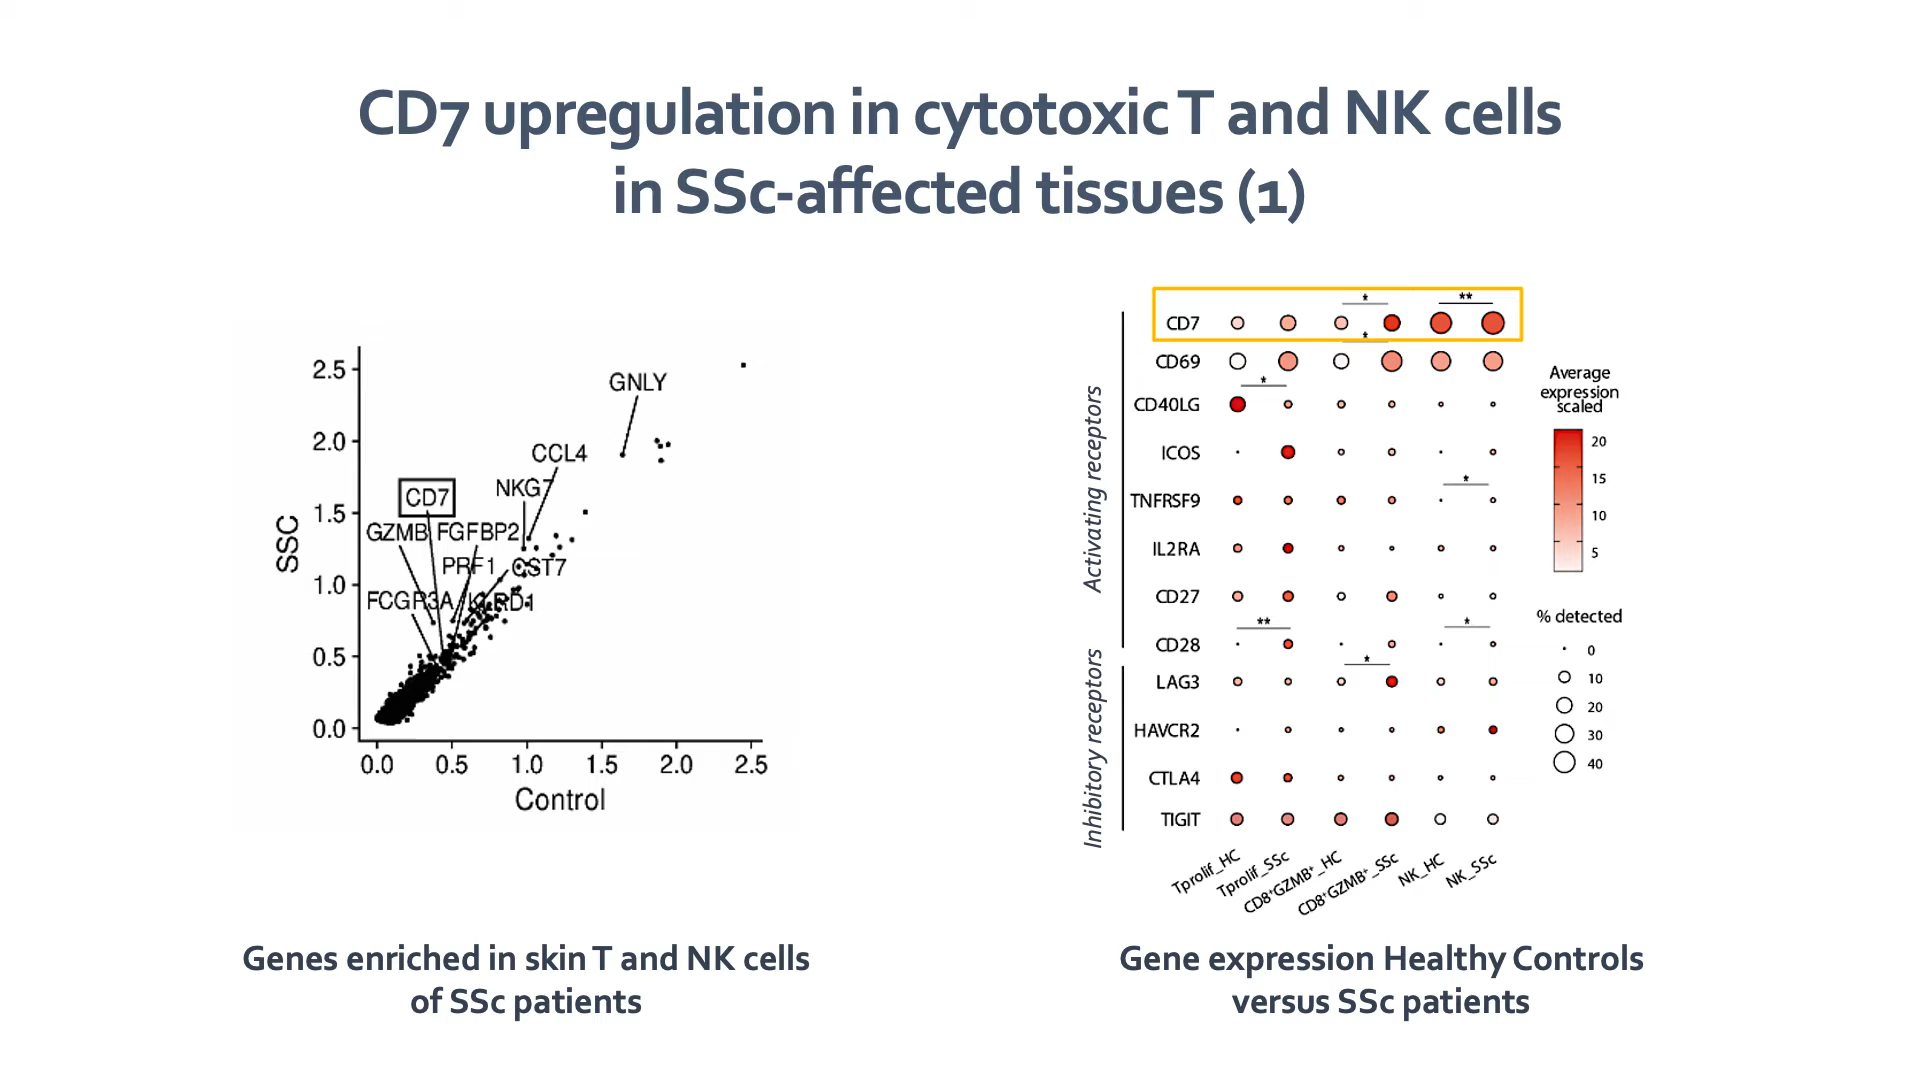 CD7 upregulation in cytotoxic T and NK cells
in SSc-affected tissues (1)
2.5
2.0
1.5
1.0
0.5
0.0
SSC
GNLY
CCL4
NKG7
CD7
GZMB
FGFBP2
PRF1
CST7
FCGR3A
KLRD1
0.0 0.5 1.0 1.5 2.0 2.5
Control
Genes enriched in skin T and NK cells
of SSc patients
Activating receptors
Inhibitory receptors
* **
CD7
*
CD69
*
CD40LG
ICOS
*
TNFRSF9
IL2RA
CD27
** *
CD28
*
LAG3
HAVCR2
CTLA4
TIGIT
Tprolif_HC
Tprolif_SSc
CD8+GZMB+_HC
CD8+GZMB+_SSc
NK_HC
NK_SSc
Average
expression
scaled
20
15
10
5
% detected
0
10
20
30
40
Gene expression Healthy Controls
versus SSc patients